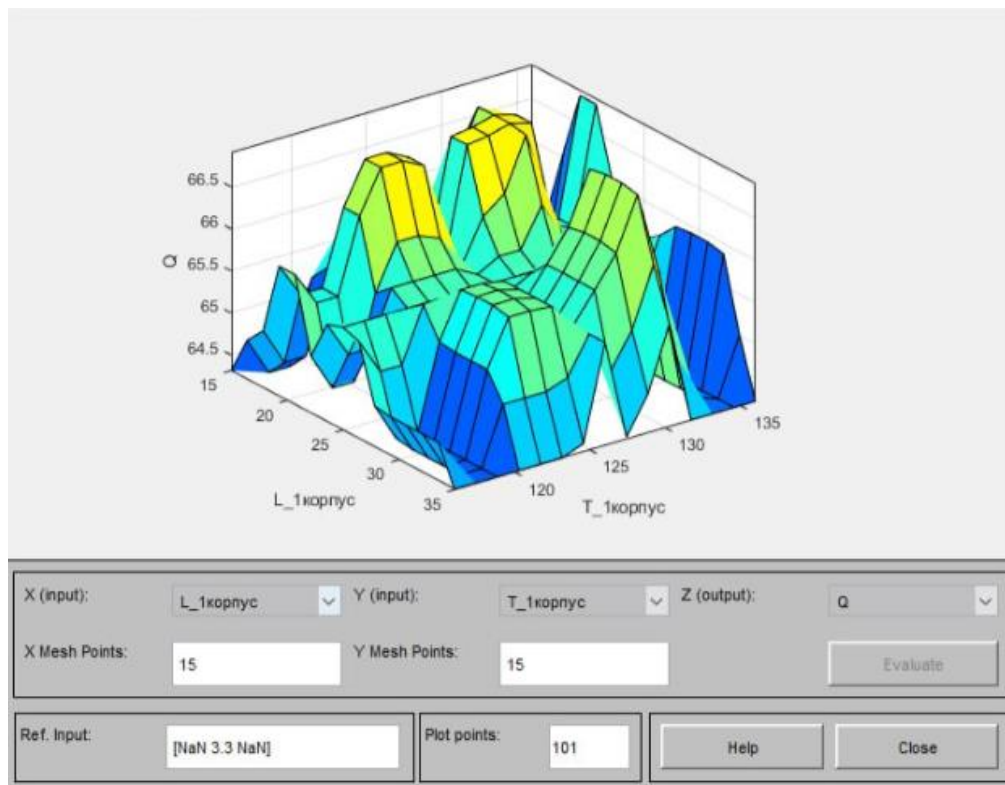 66.5
66
65.5
65
64.5
Q
15
20
25
30
35
L_1корпус
120
125
130
135
T_1корпус
X (input): L_1корпус Y (input): T_1корпус Z (output): Q
X Mesh Points: 15 Y Mesh Points: 15 Evaluate
Ref. Input: [NaN 3.3 NaN] Plot points: 101 Help Close